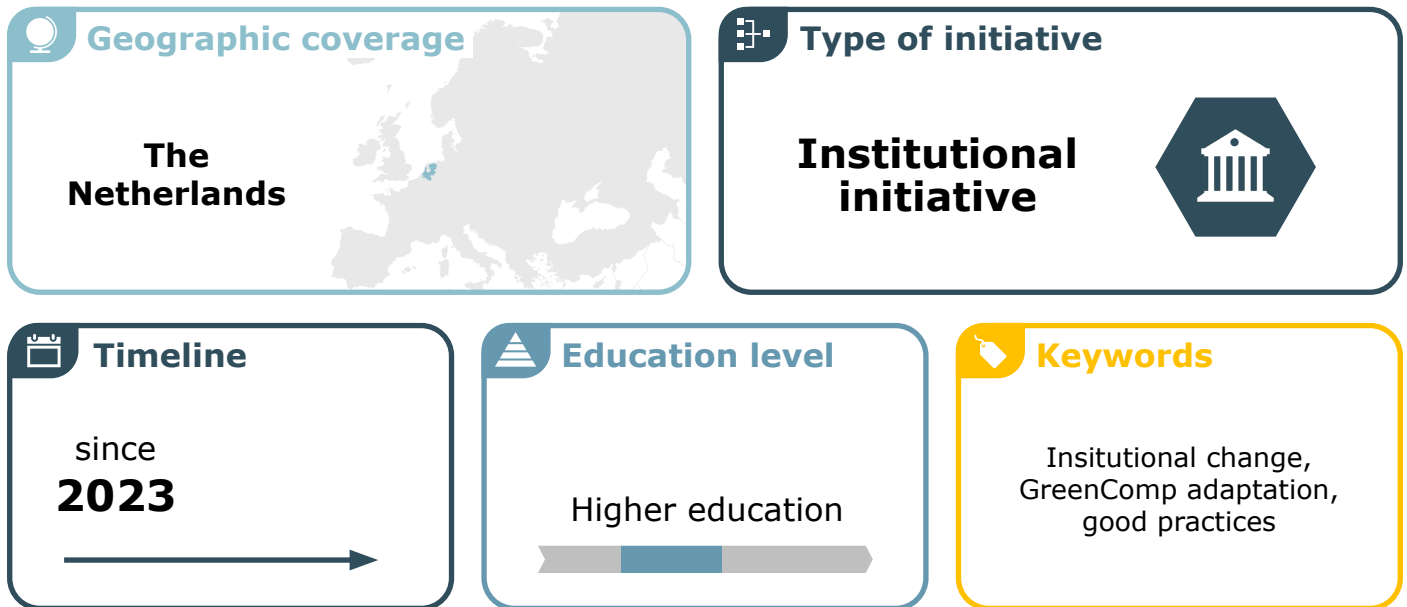 Geographic coverage
The
Netherlands
Type of initiative
Institutional
initiative
Timeline
since
2023
Education level
Higher education
Keywords
Insitutional change,
GreenComp adaptation,
good practices